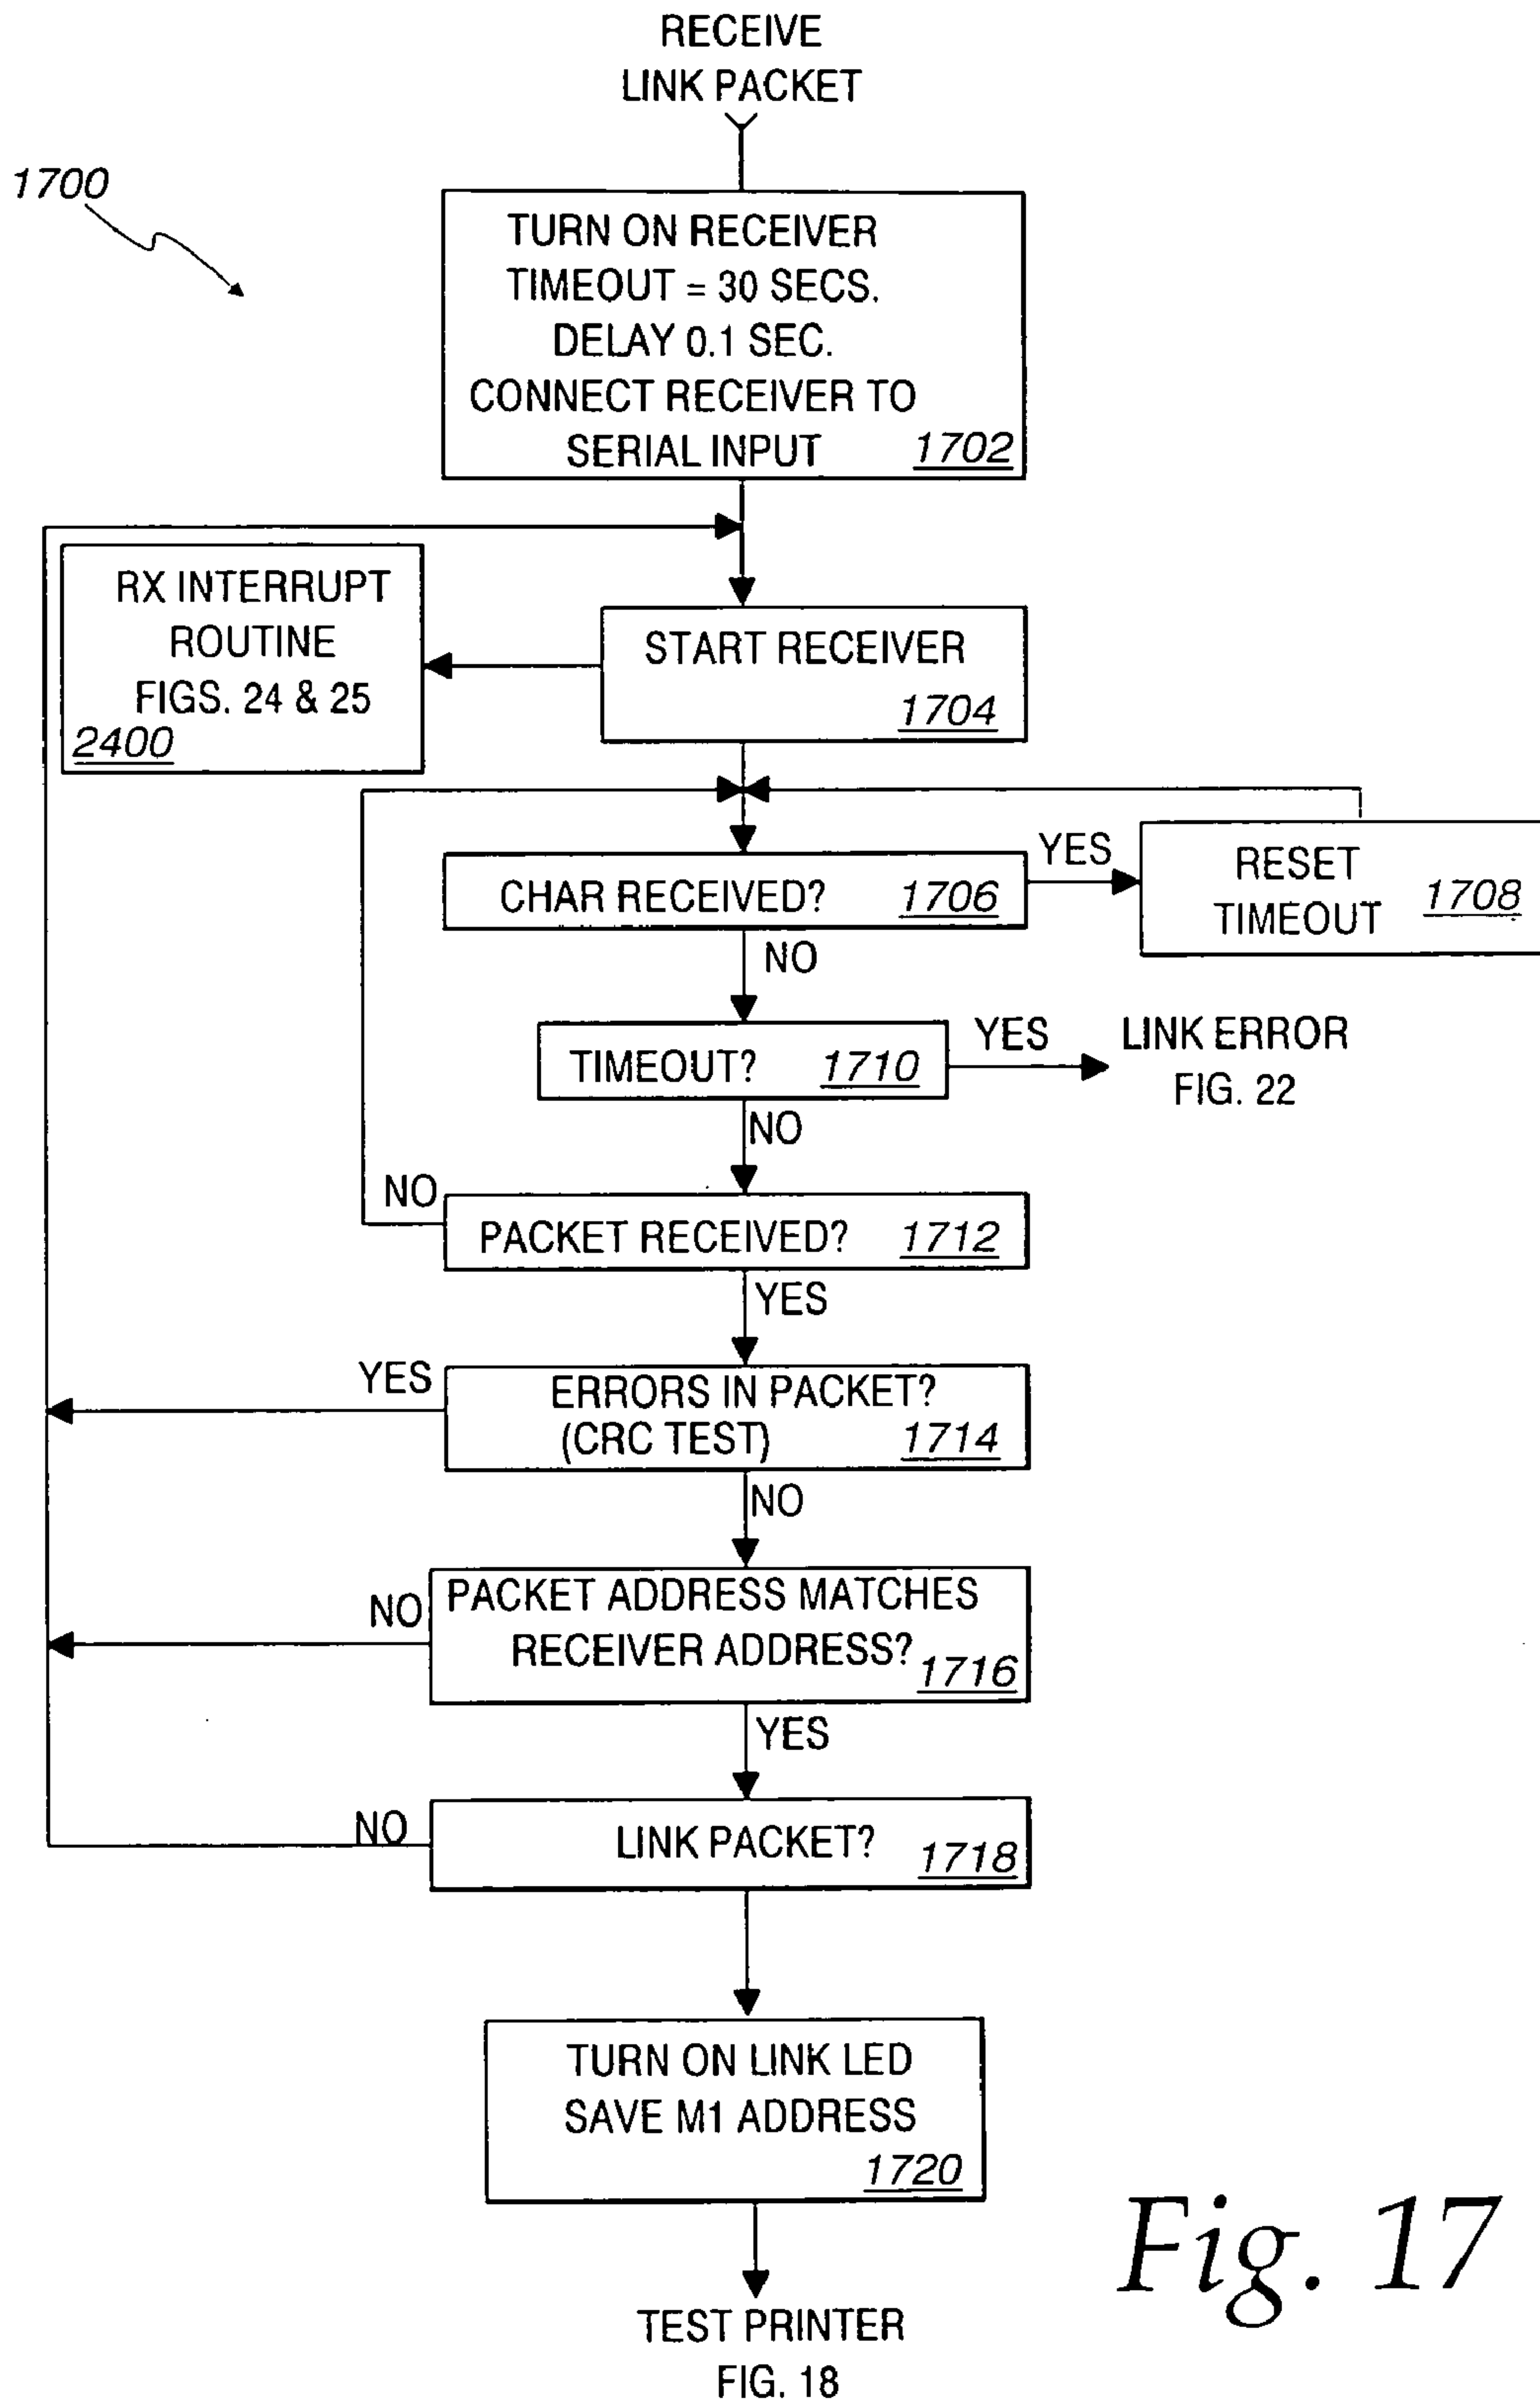 RECEIVE
LINK PACKET
1700
TURN ON RECEIVER
TIMEOUT = 30 SECS.
DELAY 0.1 SEC.
CONNECT RECEIVER TO
SERIAL INPUT 1702
RX INTERRUPT
ROUTINE
FIGS. 24 & 25
2400
START RECEIVER
1704
CHAR RECEIVED? 1706
YES
RESET
TIMEOUT 1708
NO
TIMEOUT? 1710
YES
LINK ERROR
FIG. 22
NO
NO
PACKET RECEIVED? 1712
YES
YES
ERRORS IN PACKET?
(CRC TEST) 1714
NO
NO
PACKET ADDRESS MATCHES
RECEIVER ADDRESS? 1716
YES
NO
LINK PACKET? 1718
TURN ON LINK LED
SAVE M1 ADDRESS
1720
TEST PRINTER
FIG. 18
Fig. 17